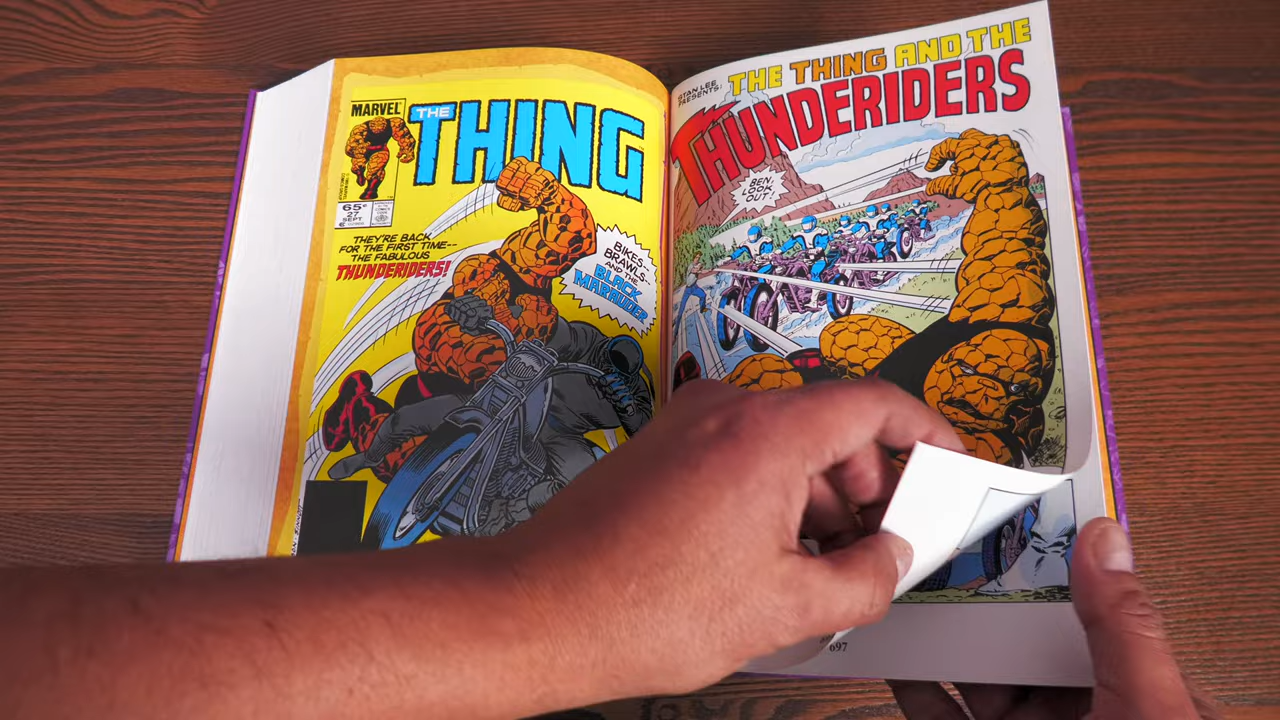 MARVEL
THE
THING
65¢
27
SEPT
THEY'RE BACK
FOR THE FIRST TIME--
THE FABULOUS
THUNDERIDERS!
BIKES--
BRAWLS--
AND THE
BLACK
MARAUDER
STAN LEE
PRESENTS:
THE THING AND THE
THUNDERIDERS
BEN,
LOOK
OUT!
697